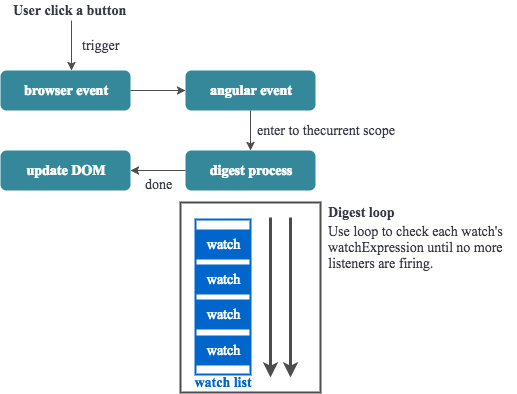 User click a button
trigger
browser event
angular event
enter to thecurrent scope
update DOM
digest process
done
Digest loop
Use loop to check each watch's
watchExpression until no more
listeners are firing.
watch
watch
watch
watch
watch list